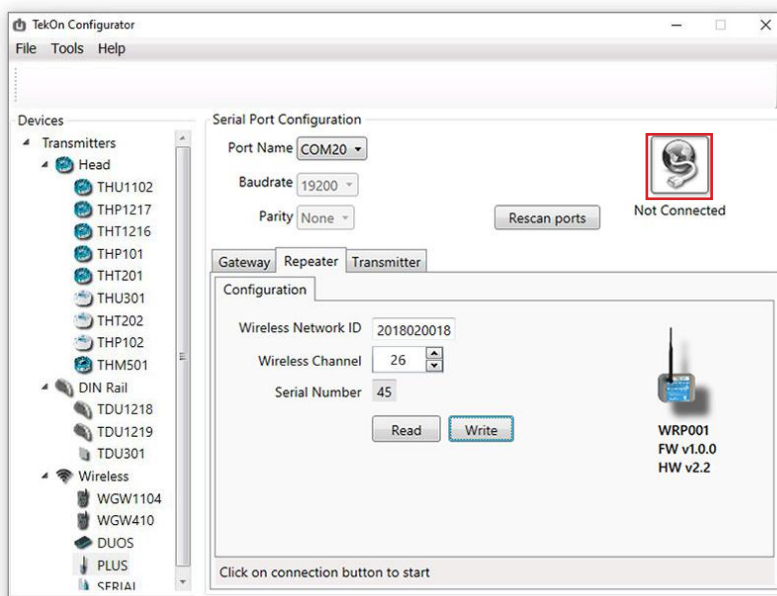 TekOn Configurator
File Tools Help
Devices
Transmitters
Head
THU1102
THP1217
THT1216
THP101
THT201
THU301
THT202
THP102
THM501
DIN Rail
TDU1218
TDU1219
TDU301
Wireless
WGW1104
WGW410
DUOS
PLUS
SERIAL
Serial Port Configuration
Port Name COM20
Baudrate 19200
Parity None
Rescan ports
Not Connected
Gateway Repeater Transmitter
Configuration
Wireless Network ID 2018020018
Wireless Channel 26
Serial Number 45
Read Write
WRP001
FW v1.0.0
HW v2.2
Click on connection button to start